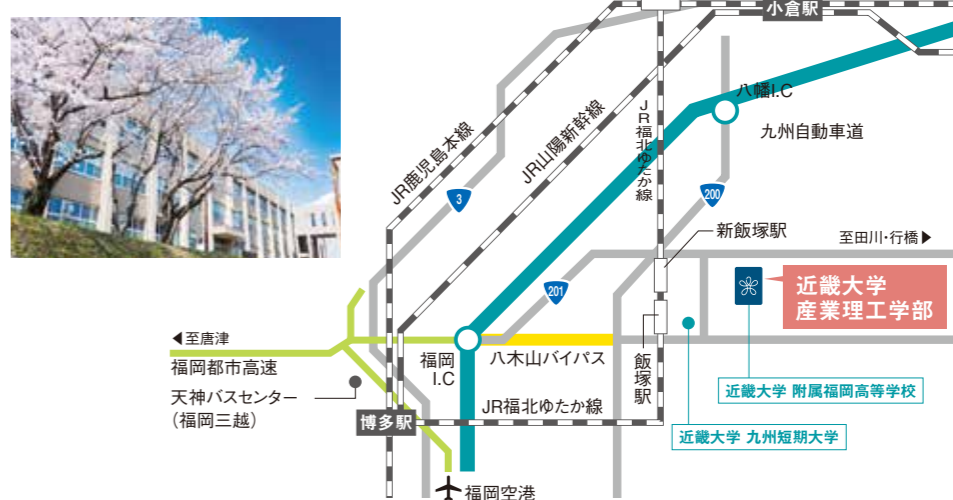 小倉駅
八幡I.C
九州自動車道
JR鹿児島本線
JR山陽新幹線
JR福北ゆたか線
3
200
新飯塚駅
至田川・行橋▶
近畿大学
産業理工学部
201
◀至唐津
福岡都市高速
福岡
I.C
八木山バイパス
飯塚駅
天神バスセンター
(福岡三越)
近畿大学 附属福岡高等学校
博多駅
JR福北ゆたか線
近畿大学 九州短期大学
福岡空港